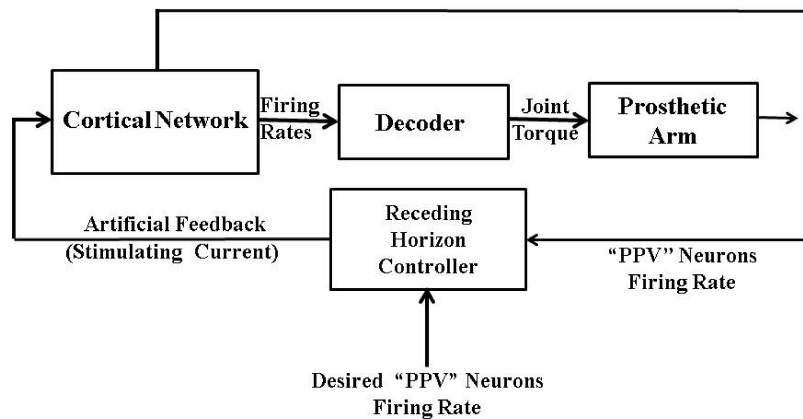 Cortical Network
Firing
Rates
Decoder
Joint
Torque
Prosthetic
Arm
Artificial Feedback
(Stimulating Current)
Receding
Horizon
Controller
“PPV” Neurons
Firing Rate
Desired “PPV” Neurons
Firing Rate